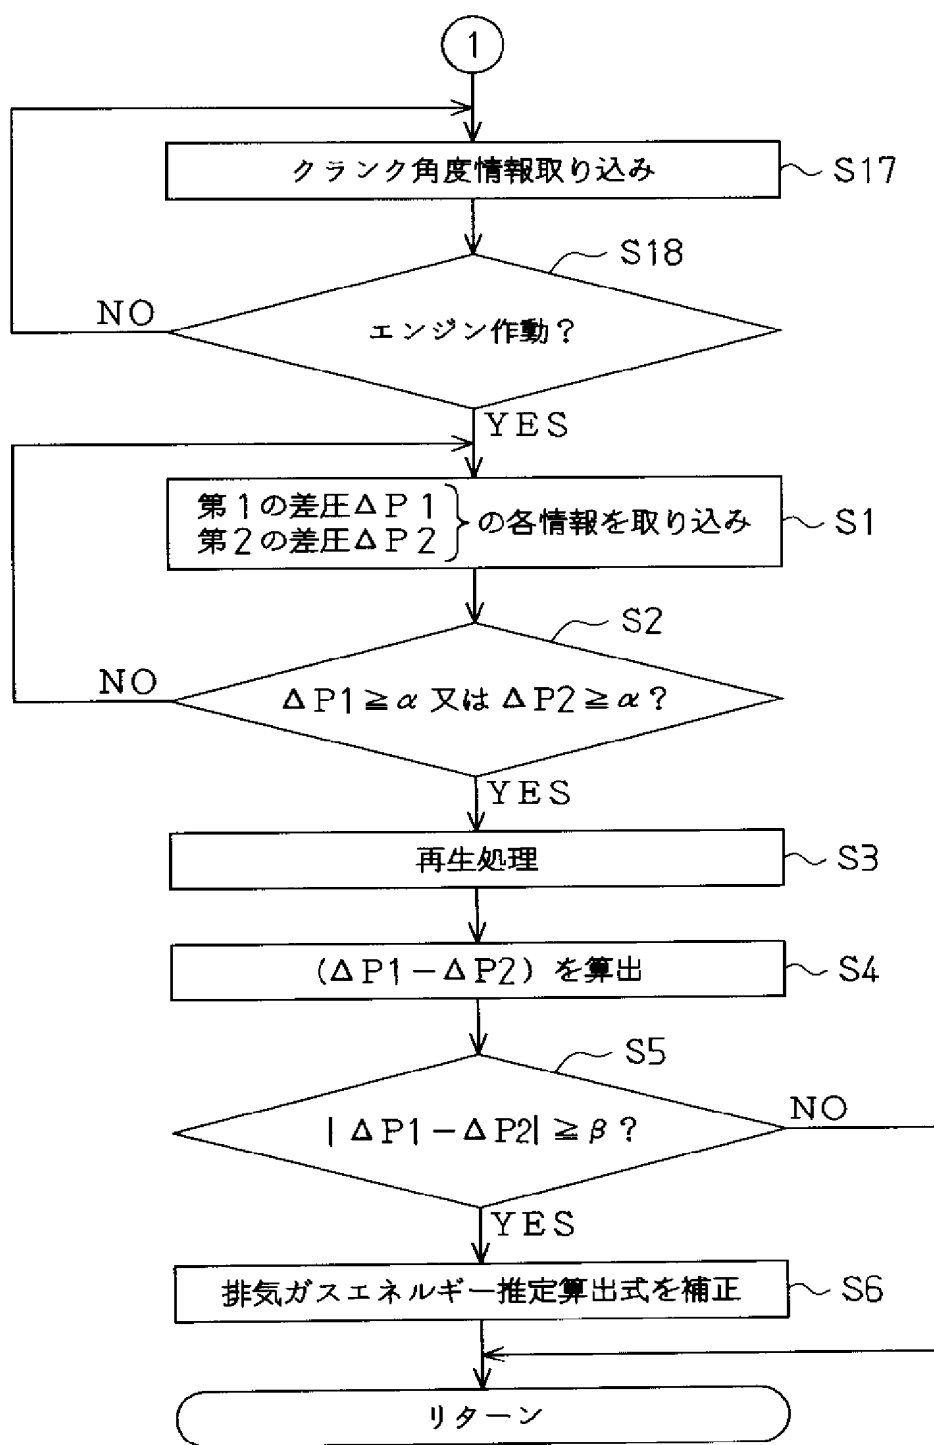 1
クランク角度情報取り込み
S17
S18
エンジン作動？
NO
YES
第1の差圧ΔP1
第2の差圧ΔP2
の各情報を取り込み
S1
S2
ΔP1≧α 又は ΔP2≧α？
NO
YES
再生処理
S3
(ΔP1－ΔP2) を算出
S4
S5
|ΔP1－ΔP2|≧β？
NO
YES
排気ガスエネルギー推定算出式を補正
S6
リターン